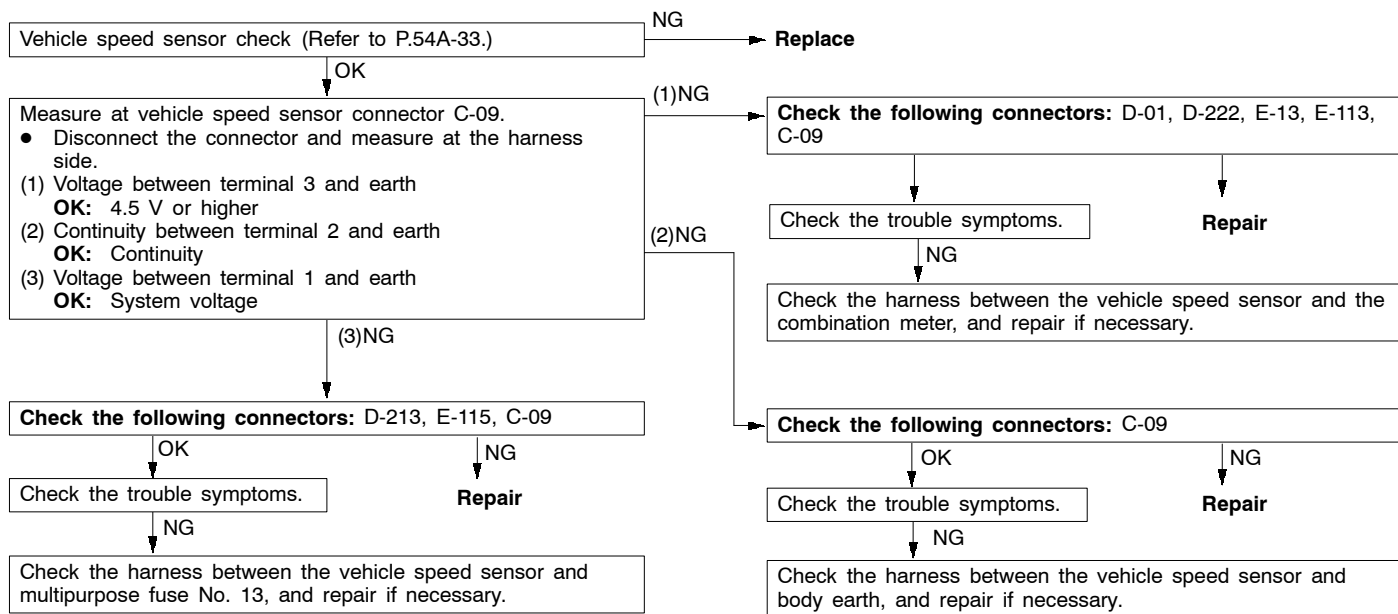 Vehicle speed sensor check (Refer to P.54A-33.)
NG
Replace
OK
Measure at vehicle speed sensor connector C-09.
● Disconnect the connector and measure at the harness
side.
(1) Voltage between terminal 3 and earth
OK: 4.5 V or higher
(2) Continuity between terminal 2 and earth
OK: Continuity
(3) Voltage between terminal 1 and earth
OK: System voltage
(1)NG
Check the following connectors: D-01, D-222, E-13, E-113,
C-09
Check the trouble symptoms.
Repair
NG
Check the harness between the vehicle speed sensor and the
combination meter, and repair if necessary.
(2)NG
Check the following connectors: C-09
OK
NG
Check the trouble symptoms.
Repair
NG
Check the harness between the vehicle speed sensor and
body earth, and repair if necessary.
(3)NG
Check the following connectors: D-213, E-115, C-09
OK
NG
Check the trouble symptoms.
Repair
NG
Check the harness between the vehicle speed sensor and
multipurpose fuse No. 13, and repair if necessary.